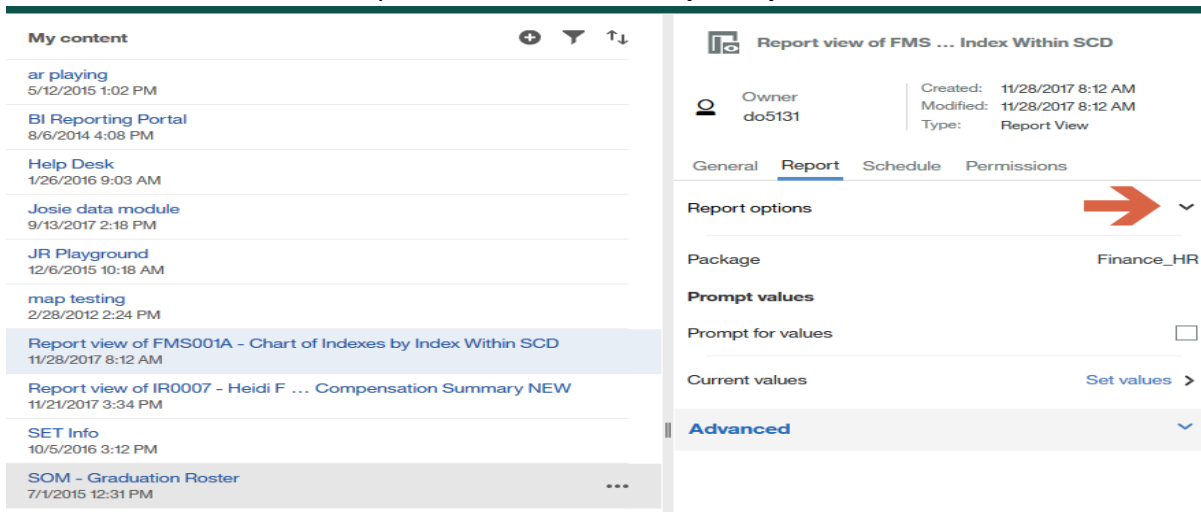 My content
ar playing
5/12/2015 1:02 PM
BI Reporting Portal
8/6/2014 4:08 PM
Help Desk
1/26/2016 9:03 AM
Josie data module
9/13/2017 2:18 PM
JR Playground
12/6/2015 10:18 AM
map testing
2/28/2012 2:24 PM
Report view of FMS001A - Chart of Indexes by Index Within SCD
11/28/2017 8:12 AM
Report view of IR0007 - Heidi F ... Compensation Summary NEW
11/21/2017 3:34 PM
SET Info
10/5/2016 3:12 PM
SOM - Graduation Roster
7/1/2015 12:31 PM
Report view of FMS ... Index Within SCD
Owner
do5131
Created: 11/28/2017 8:12 AM
Modified: 11/28/2017 8:12 AM
Type: Report View
General Report Schedule Permissions
Report options
Package Finance_HR
Prompt values
Prompt for values
Current values Set values
Advanced